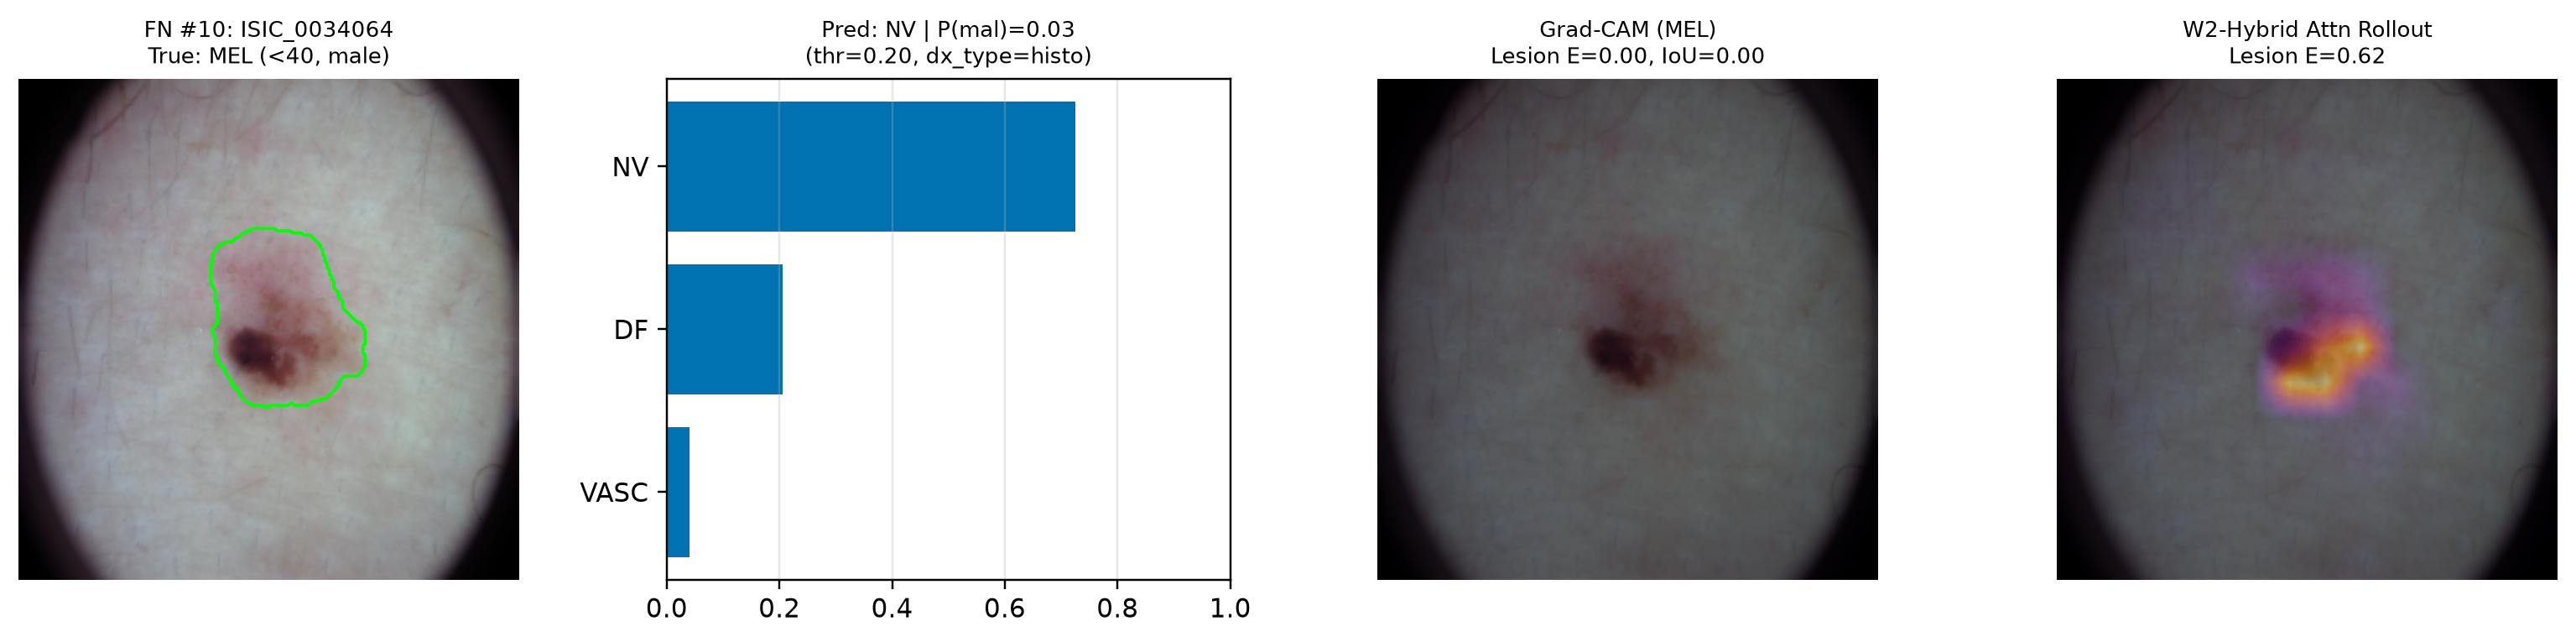 FN #10: ISIC_0034064
True: MEL (<40, male)
Pred: NV | P(mal)=0.03
(thr=0.20, dx_type=histo)
NV
DF
VASC
0.0 0.2 0.4 0.6 0.8 1.0
Grad-CAM (MEL)
Lesion E=0.00, IoU=0.00
W2-Hybrid Attn Rollout
Lesion E=0.62